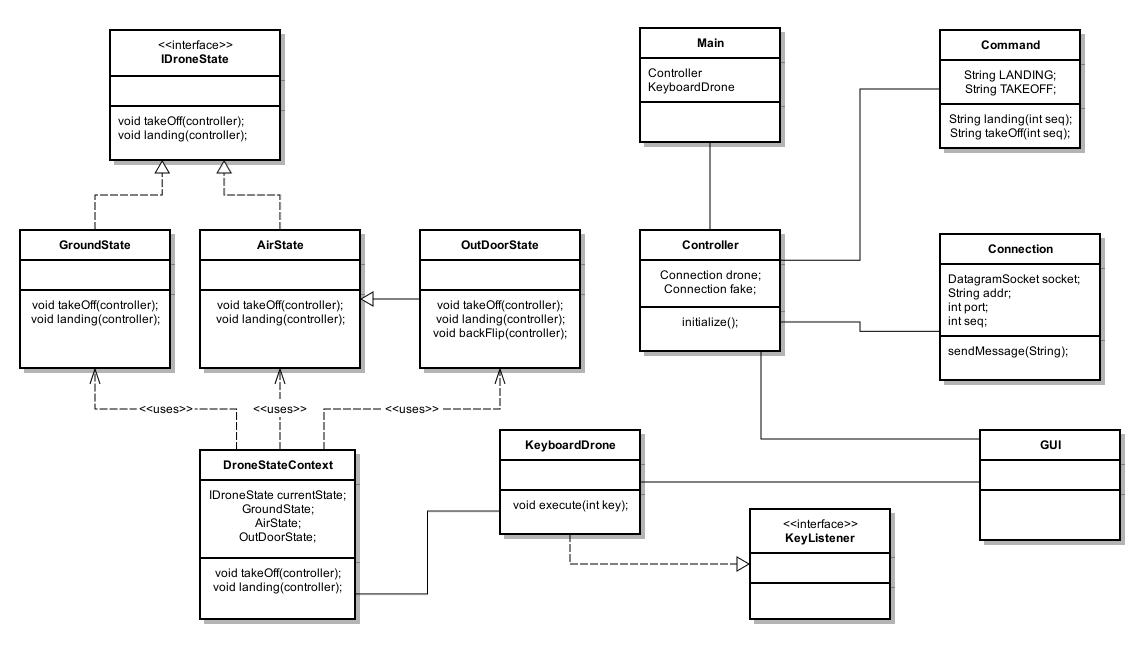 <<interface>>
IDroneState
void takeOff(controller);
void landing(controller);
Main
Controller
KeyboardDrone
Command
String LANDING;
String TAKEOFF;
String landing(int seq);
String takeOff(int seq);
GroundState
void takeOff(controller);
void landing(controller);
AirState
void takeOff(controller);
void landing(controller);
OutDoorState
void takeOff(controller);
void landing(controller);
void backFlip(controller);
Controller
Connection drone;
Connection fake;
initialize();
Connection
DatagramSocket socket;
String addr;
int port;
int seq;
sendMessage(String);
<<uses>>
<<uses>>
<<uses>>
DroneStateContext
IDroneState currentState;
GroundState;
AirState;
OutDoorState;
void takeOff(controller);
void landing(controller);
KeyboardDrone
void execute(int key);
<<interface>>
KeyListener
GUI